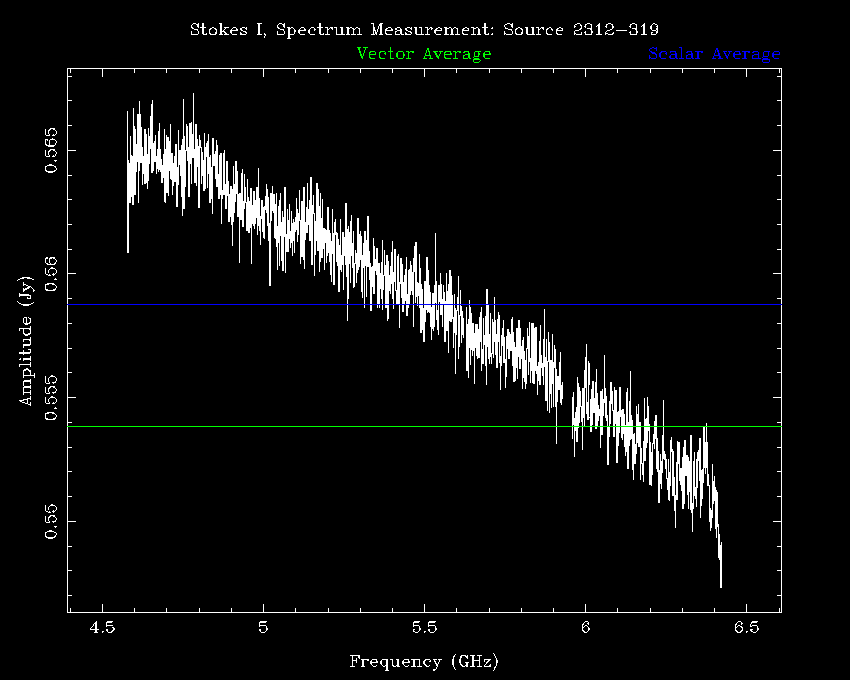 Stokes I, Spectrum Measurement: Source 2312−319
Vector Average Scalar Average
0.565
0.56
0.555
0.55
Amplitude (Jy)
4.5 5 5.5 6 6.5
Frequency (GHz)